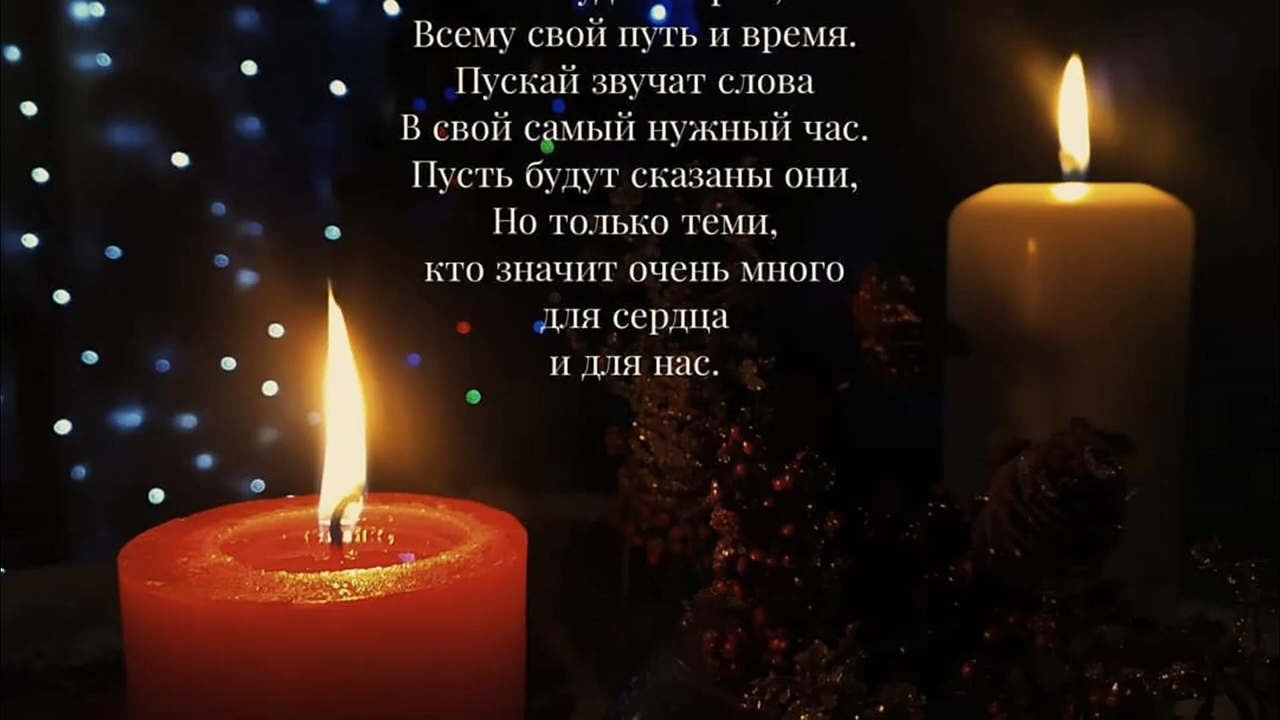 Всему свой путь и время.
Пускай звучат слова
В свой самый нужный час.
Пусть будут сказаны они,
Но только теми,
кто значит очень много
для сердца
и для нас.